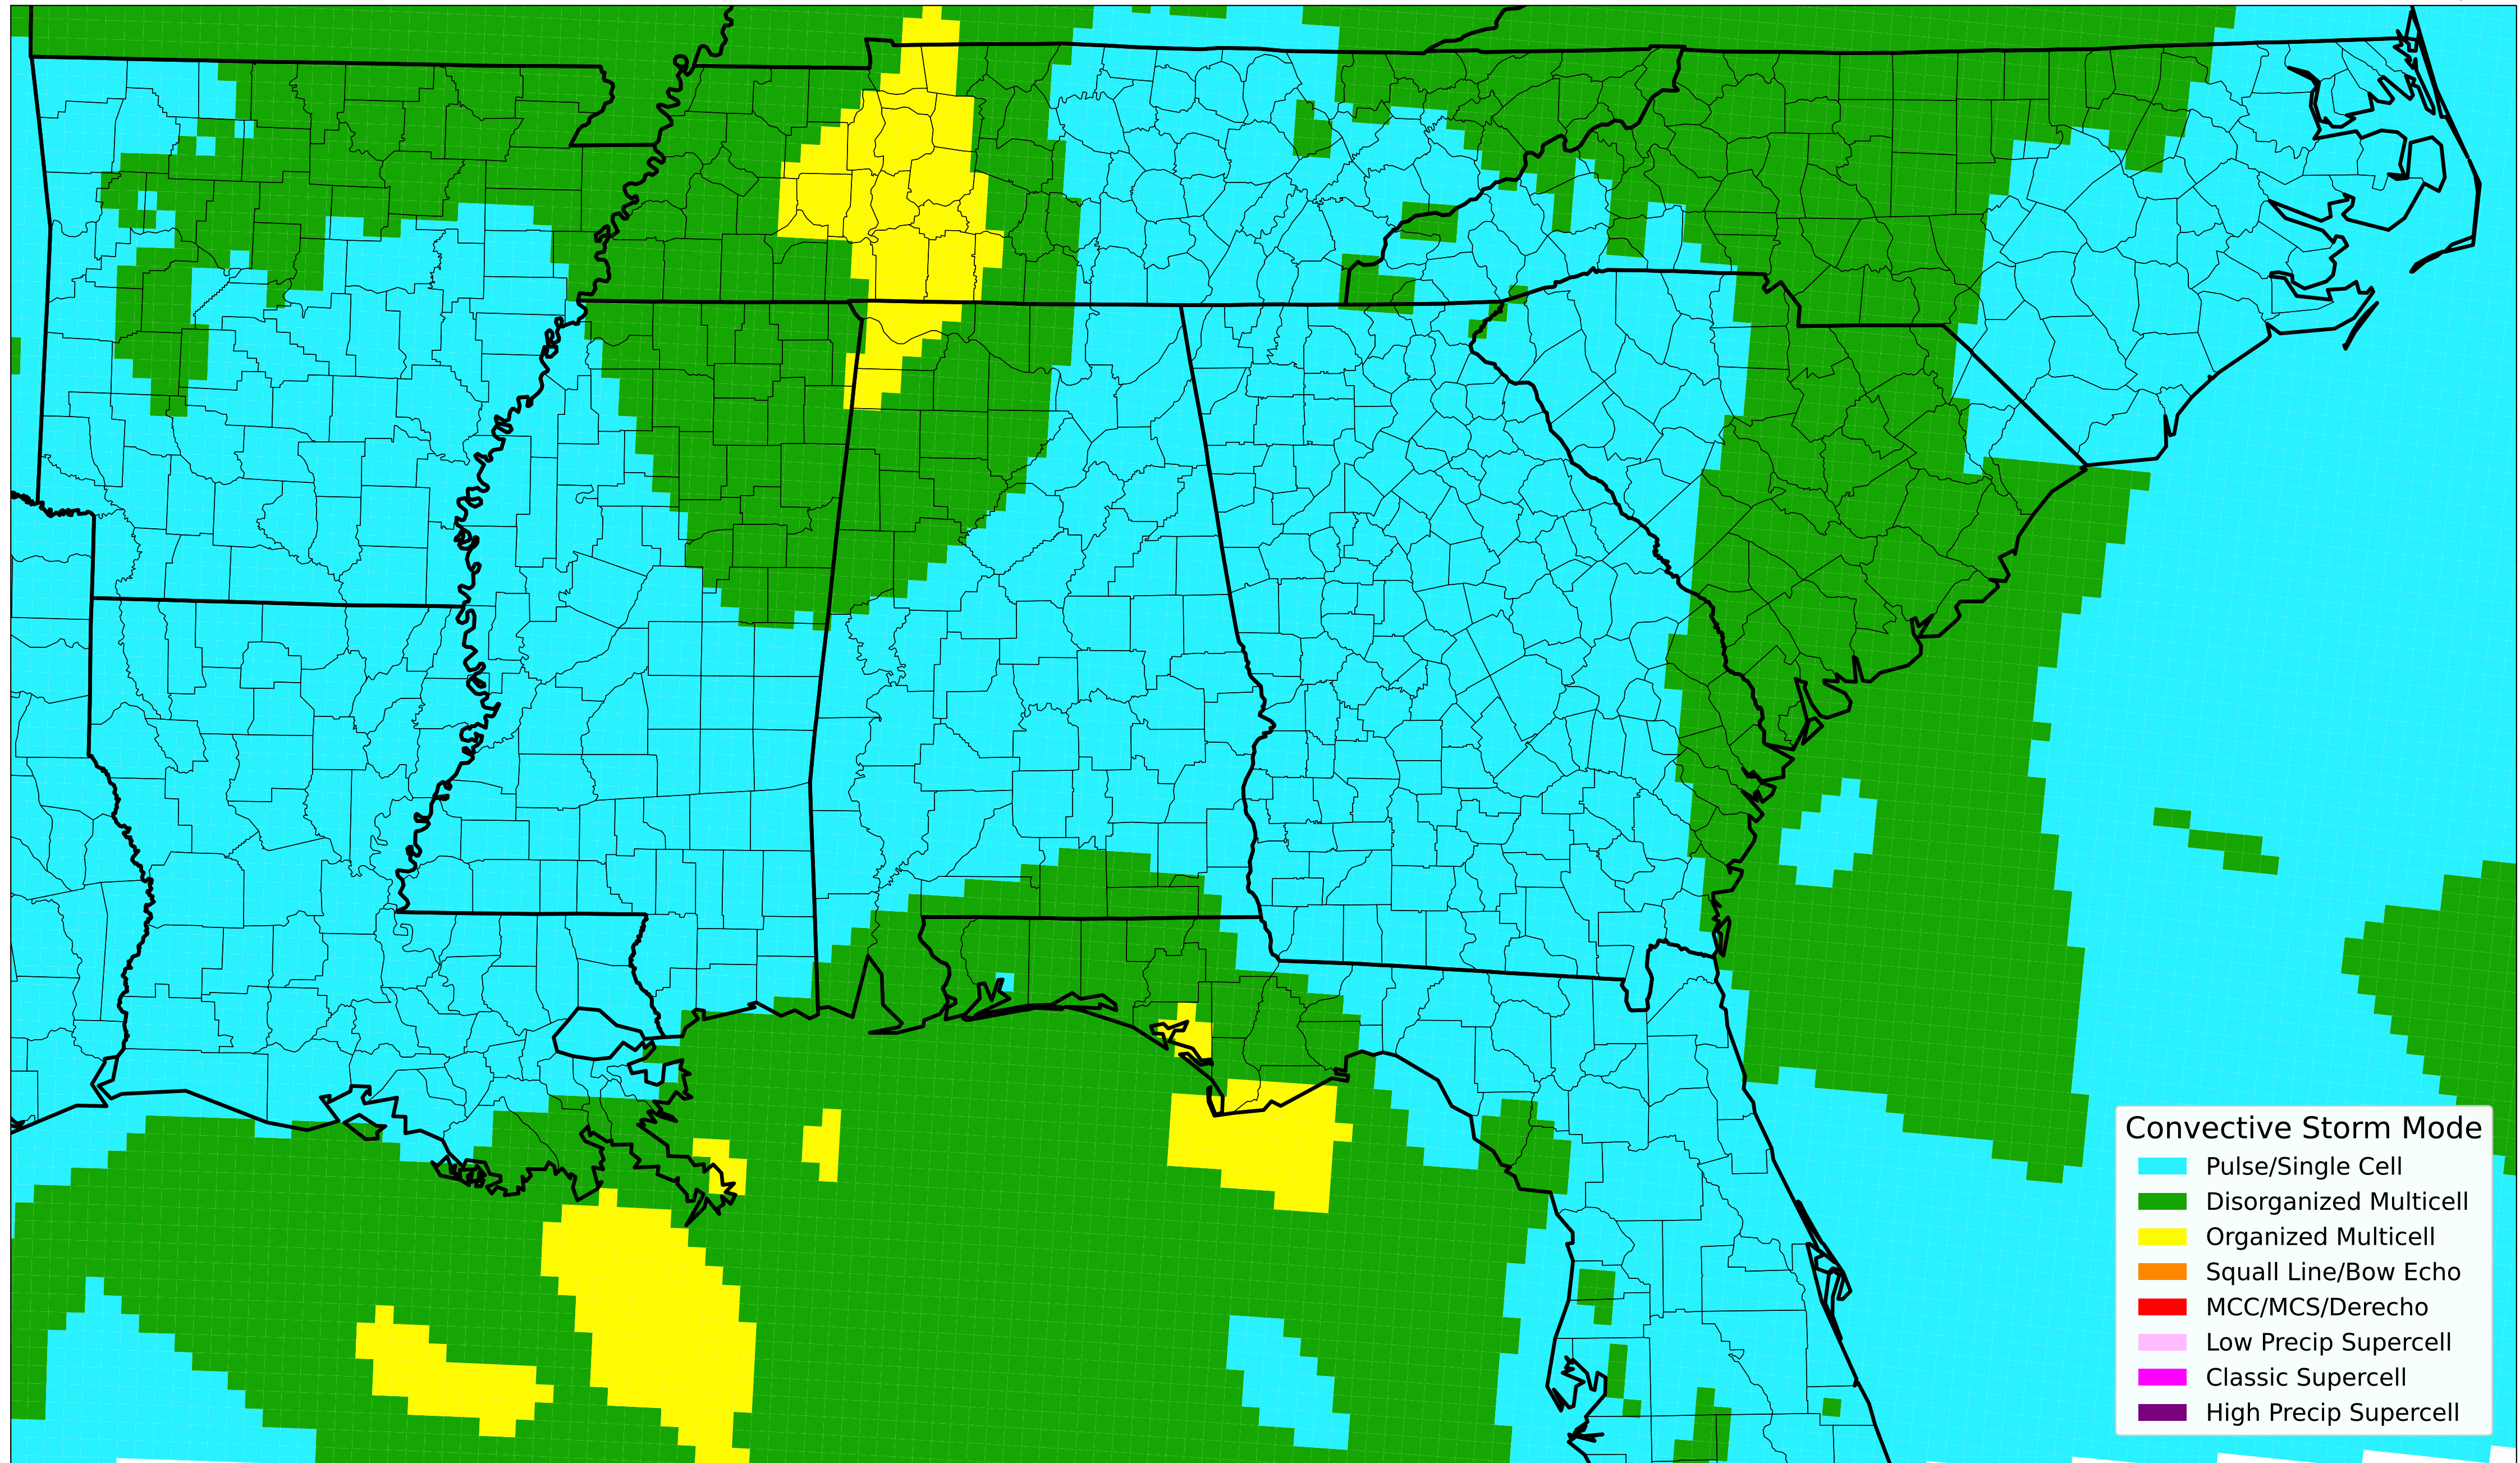 Convective Storm Mode
Pulse/Single Cell
Disorganized Multicell
Organized Multicell
Squall Line/Bow Echo
MCC/MCS/Derecho
Low Precip Supercell
Classic Supercell
High Precip Supercell